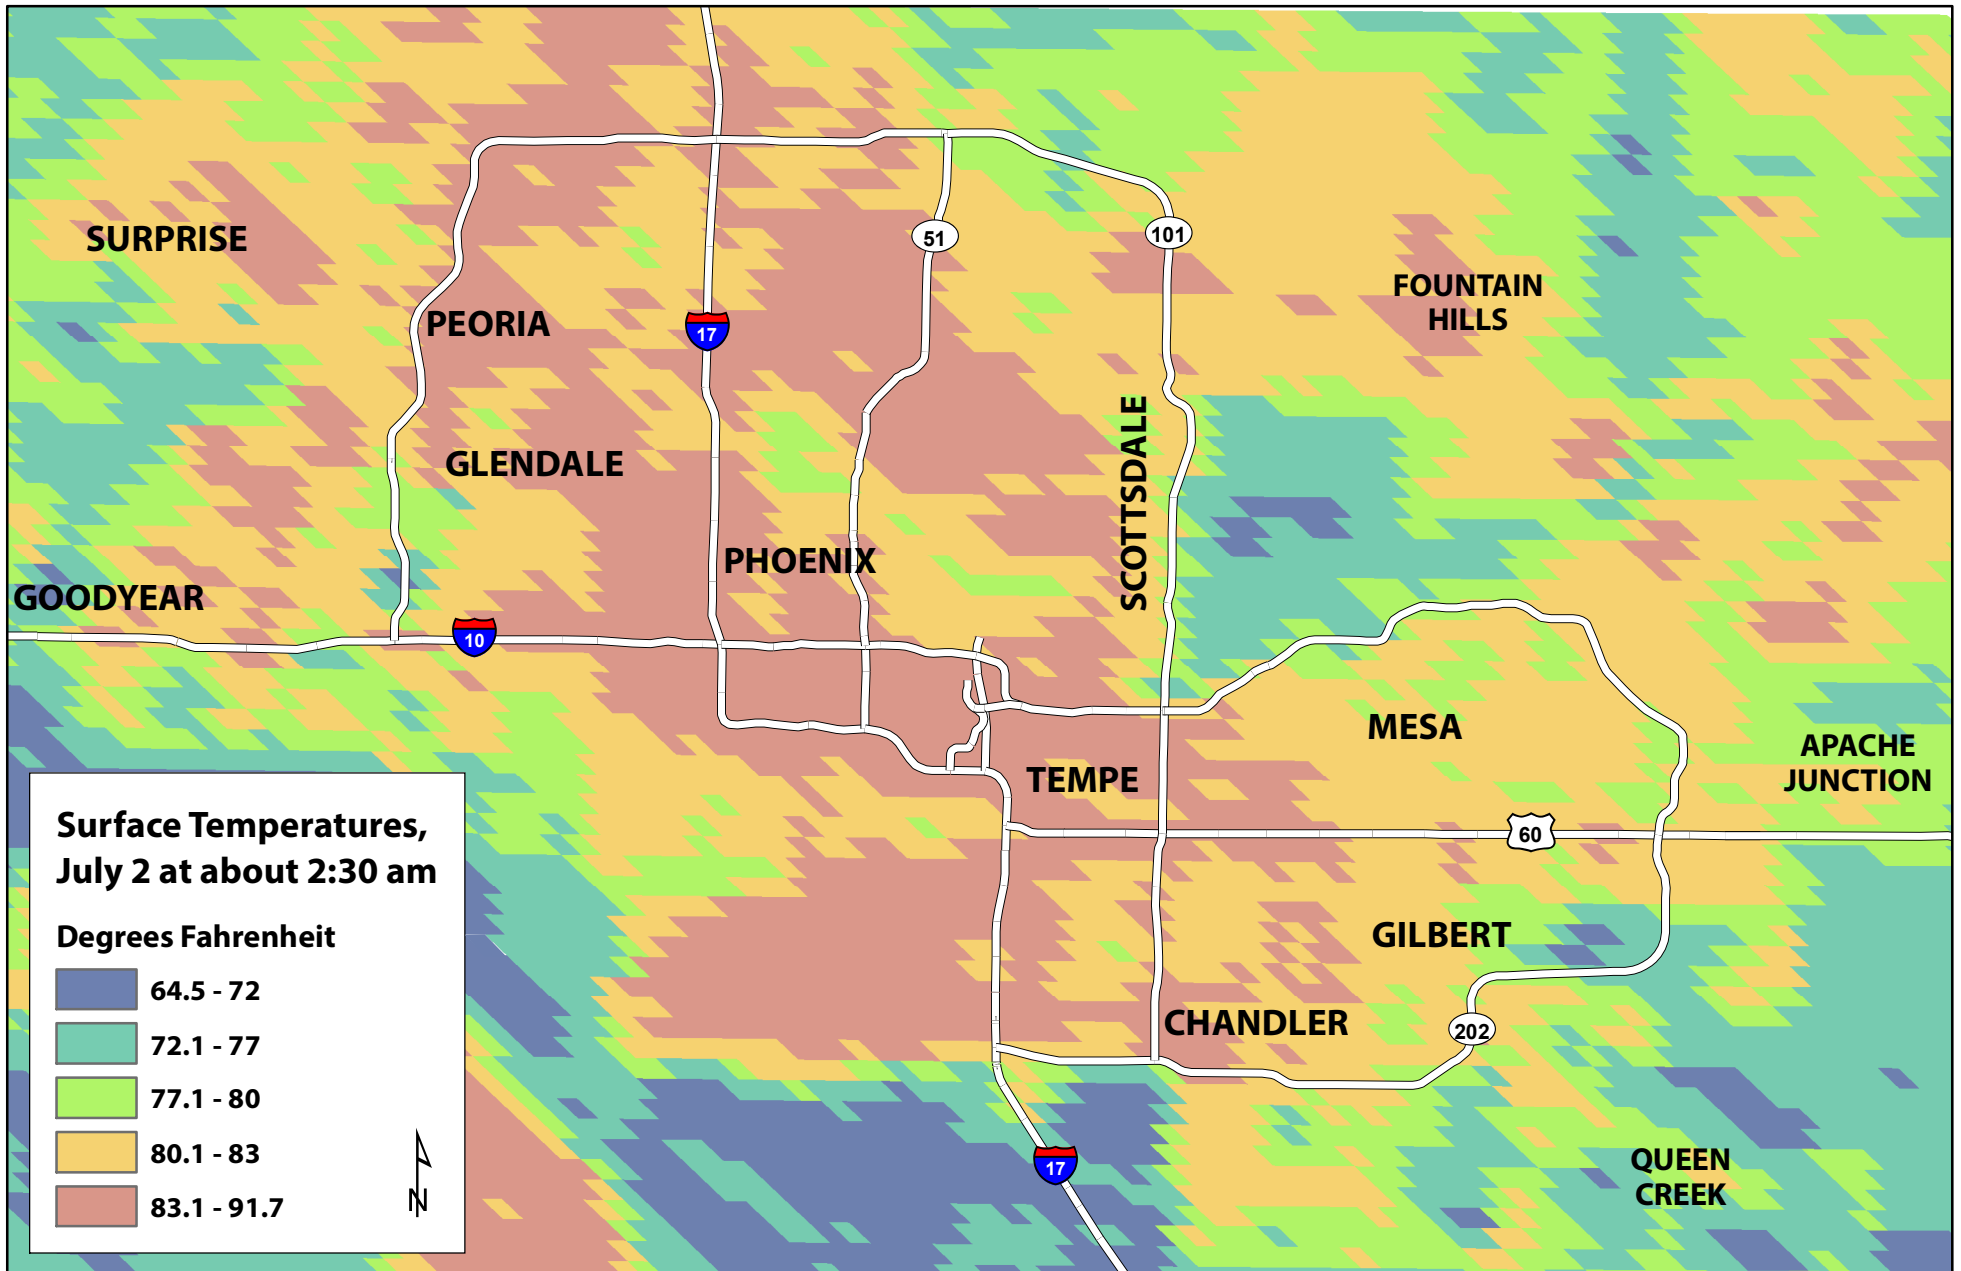 51
101
SURPRISE
FOUNTAIN
HILLS
PEORIA
17
SCOTTSDALE
GLENDALE
PHOENIX
GOODYEAR
10
MESA
APACHE
JUNCTION
TEMPE
60
Surface Temperatures,
July 2 at about 2:30 am
Degrees Fahrenheit
64.5 - 72
72.1 - 77
77.1 - 80
80.1 - 83
83.1 - 91.7
N
GILBERT
CHANDLER
202
17
QUEEN
CREEK